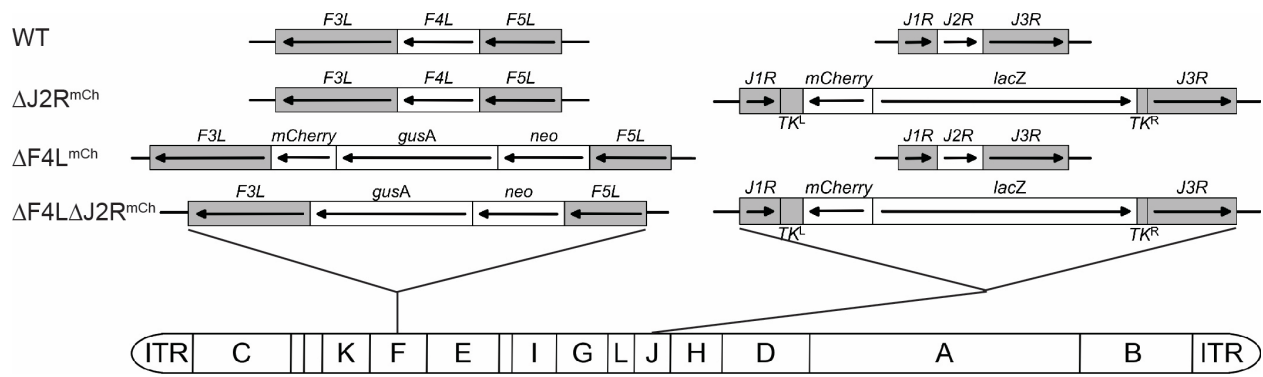 F3L F4L F5L J1R J2R J3R
WT
F3L F4L F5L J1R mCherry lacZ J3R
ΔJ2R^mCh
TK^L TK^R
F3L mCherry gusA neo F5L J1R J2R J3R
ΔF4L^mCh
F3L gusA neo F5L J1R mCherry lacZ J3R
ΔF4LΔJ2R^mCh
TK^L TK^R
ITR C K F E I G L J H D A B ITR